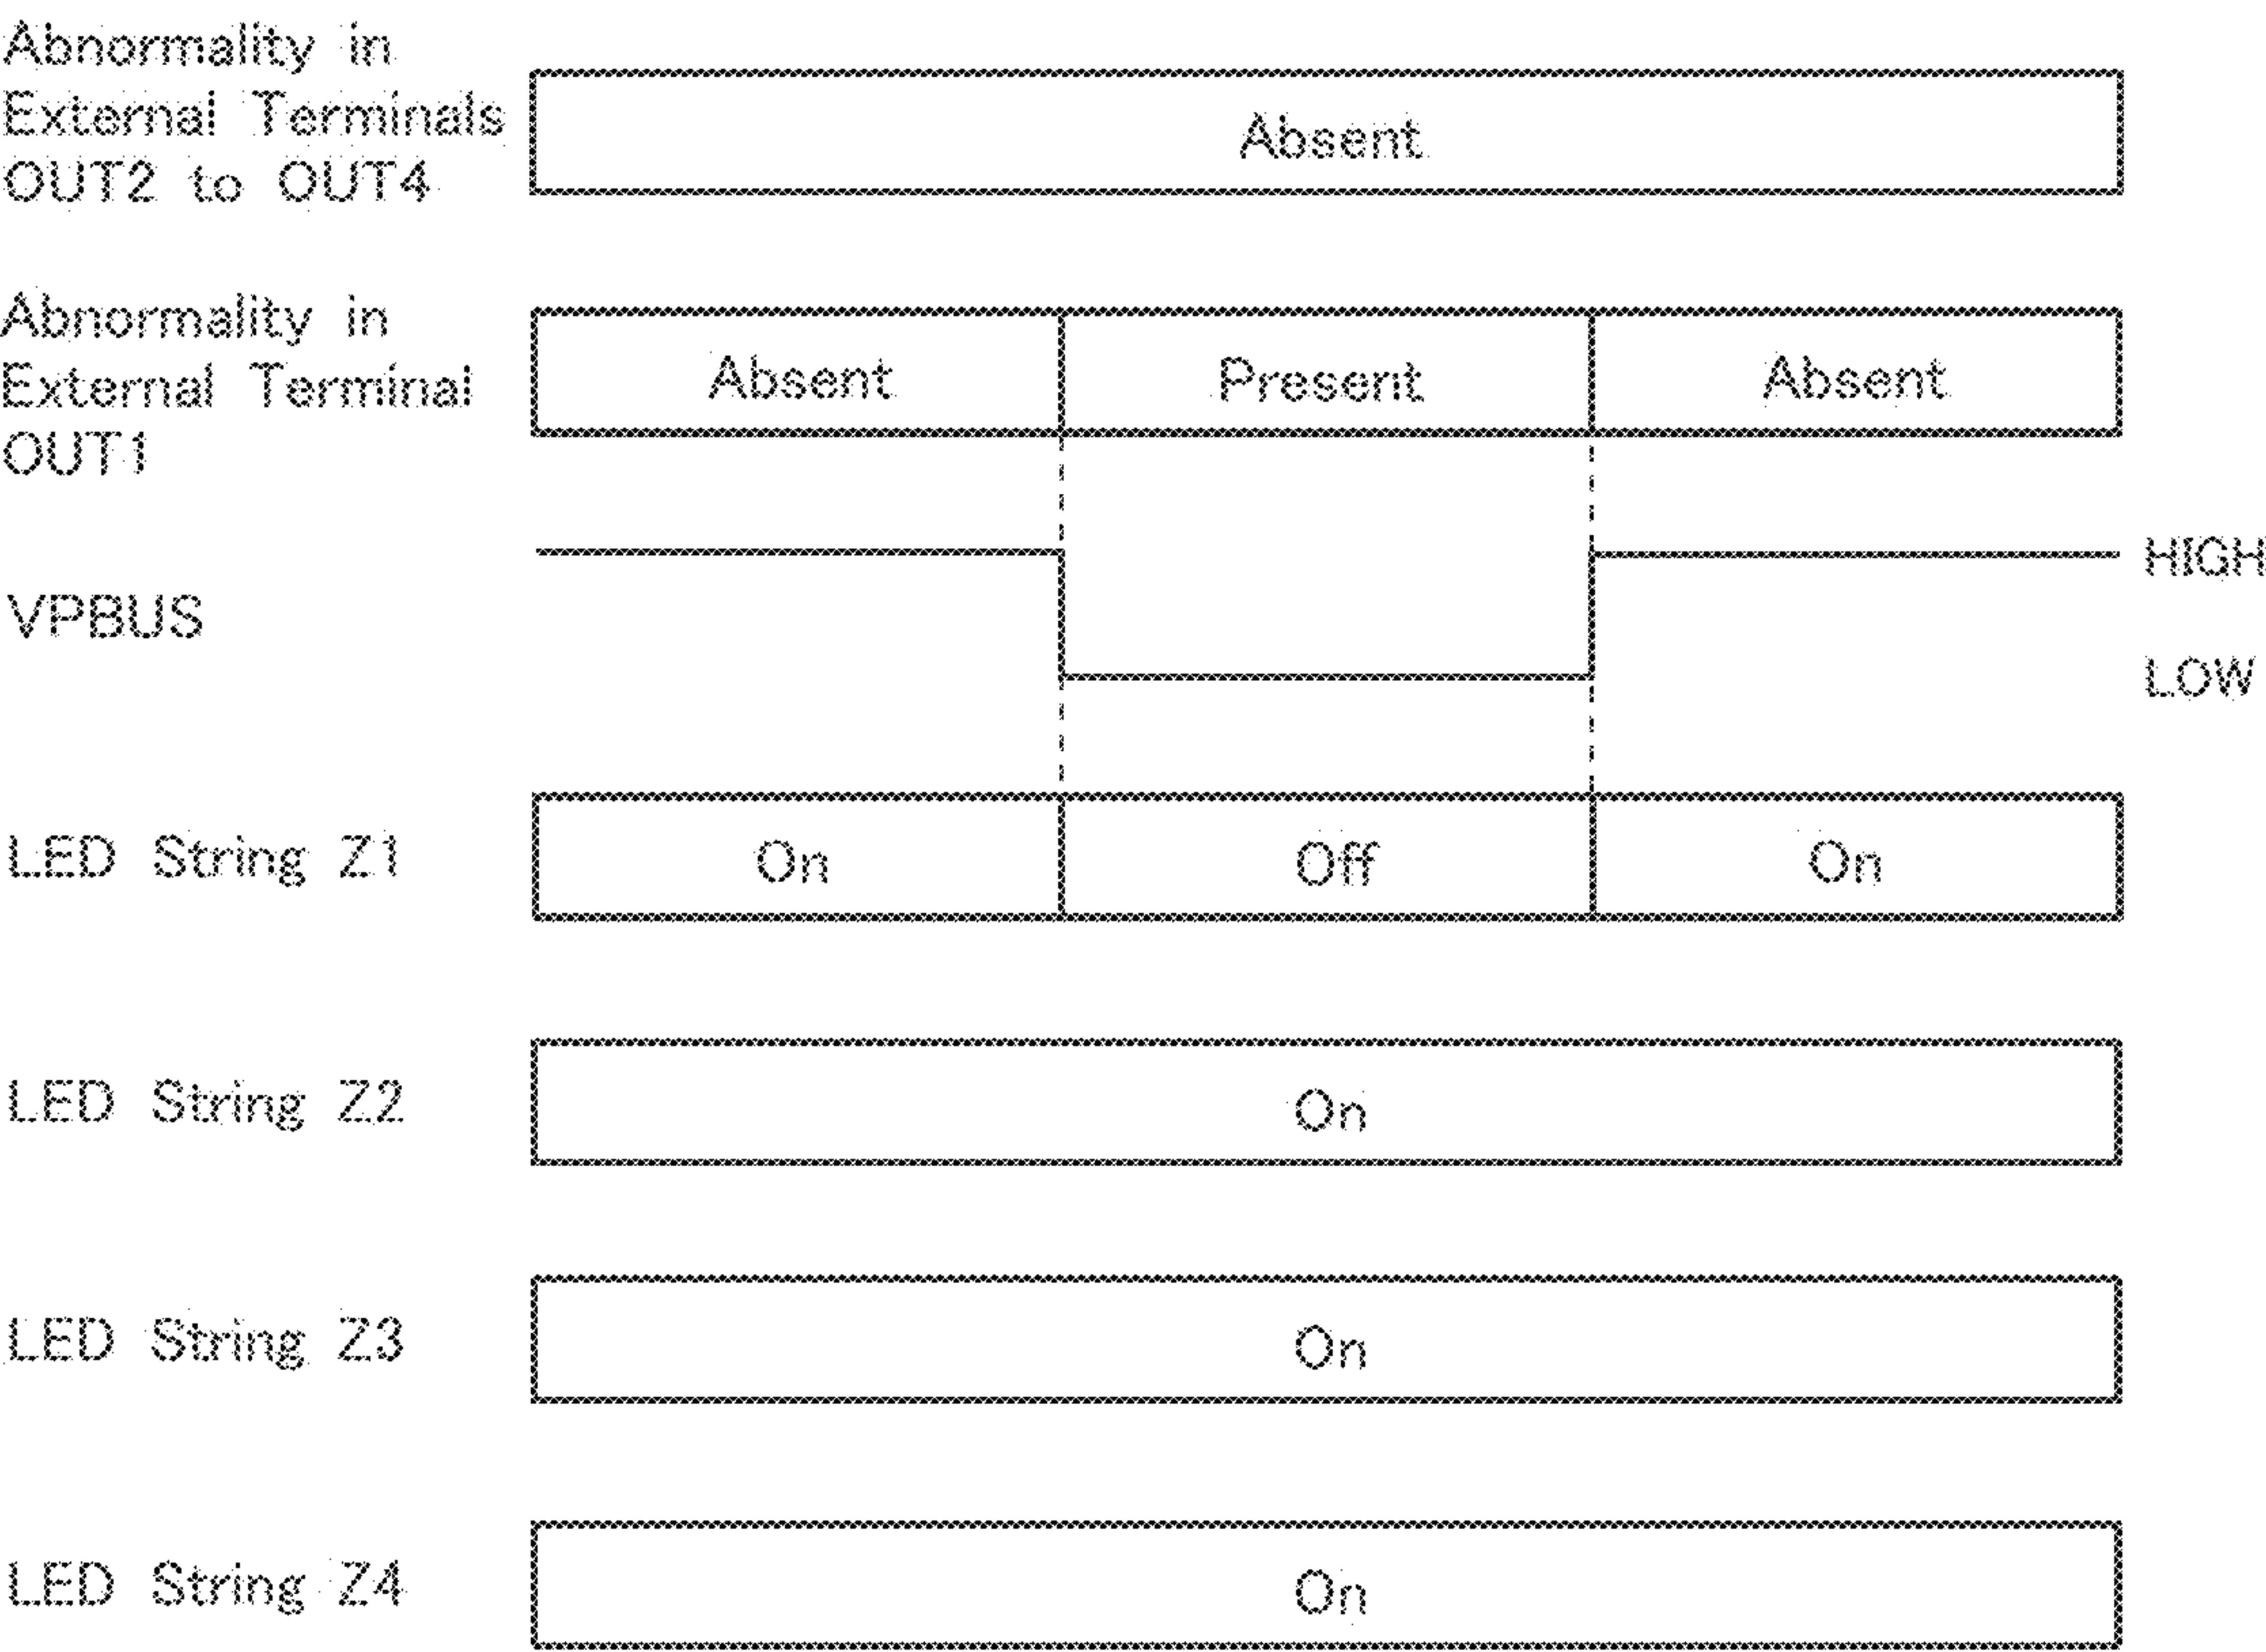 Abnormality in
External Terminals
OUT2 to OUT4
Absent
Abnormality in
External Terminal
OUT1
Absent
Present
Absent
VPBUS
HIGH
LOW
LED String Z1
On
Off
On
LED String Z2
On
LED String Z3
On
LED String Z4
On